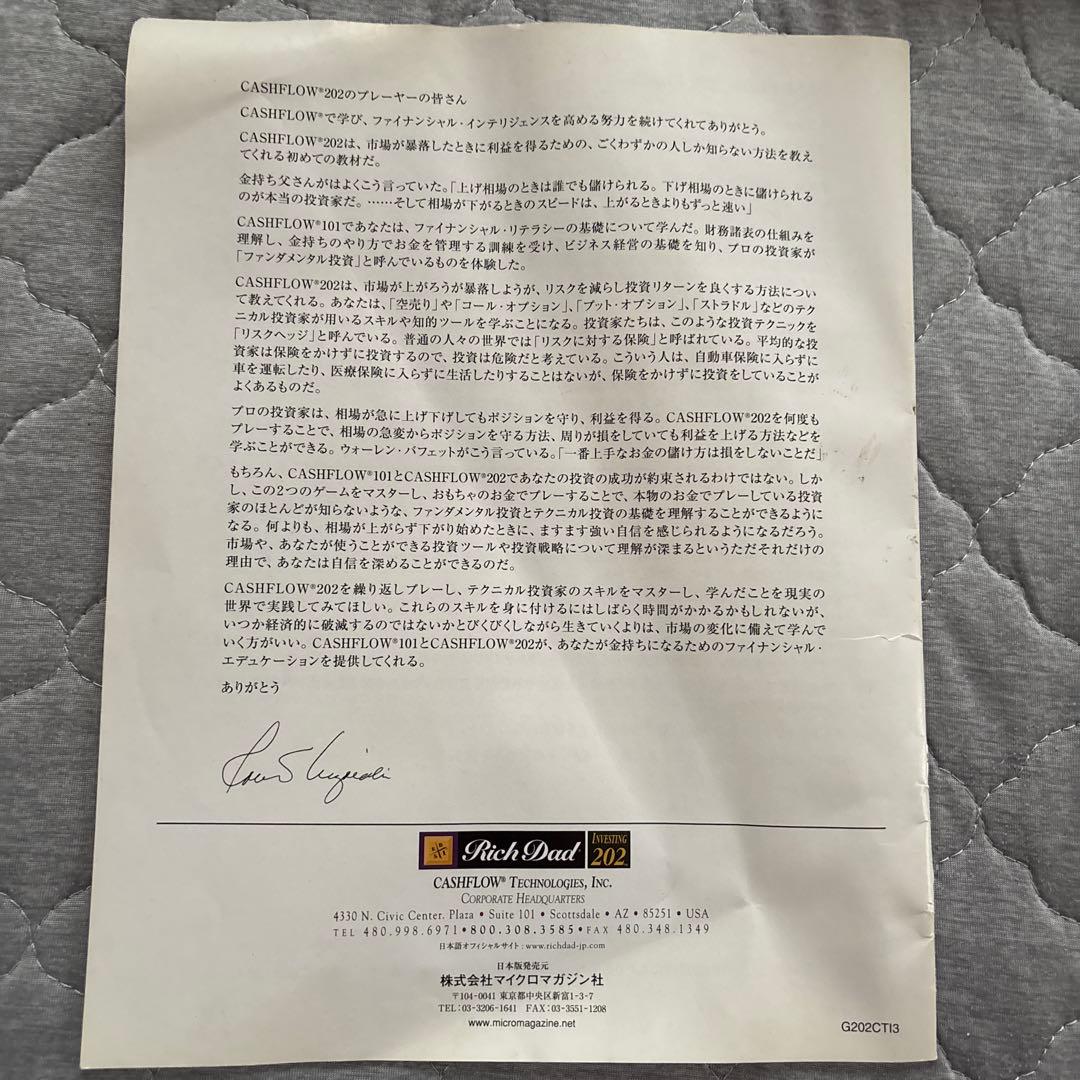 CASHFLOW®202のプレーヤーの皆さん
CASHFLOW®で学び、ファイナンシャル・インテリジェンスを高める努力を続けてくれてありがとう。
CASHFLOW®202は、市場が暴落したときに利益を得るための、ごくわずかの人しか知らない方法を教え
てくれる初めての教材だ。
金持ち父さんがはよくこう言っていた。「上げ相場のときは誰でも儲けられる。下げ相場のときに儲けられる
のが本当の投資家だ。……そして相場が下がるときのスピードは、上がるときよりもずっと速い」
CASHFLOW®101であなたは、ファイナンシャル・リテラシーの基礎について学んだ。財務諸表の仕組みを
理解し、金持ちのやり方でお金を管理する訓練を受け、ビジネス経営の基礎を知り、プロの投資家が
「ファンダメンタル投資」と呼んでいるものを体験した。
CASHFLOW®202は、市場が上がろうが暴落しようが、リスクを減らし投資リターンを良くする方法につい
て教えてくれる。あなたは、「空売り」や「コール・オプション」、「プット・オプション」、「ストラドル」などのテク
ニカル投資家が用いるスキルや知的ツールを学ぶことになる。投資家たちは、このような投資テクニックを
「リスクヘッジ」と呼んでいる。普通の人々の世界では「リスクに対する保険」と呼ばれている。平均的な投
資家は保険をかけずに投資するので、投資は危険だと考えている。こういう人は、自動車保険に入らずに
車を運転したり、医療保険に入らずに生活したりすることはないが、保険をかけずに投資をしていることが
よくあるものだ。
プロの投資家は、相場が急に上げ下げしてもポジションを守り、利益を得る。CASHFLOW®202を何度も
プレーすることで、相場の急変からポジションを守る方法、周りが損をしていても利益を上げる方法などを
学ぶことができる。ウォーレン・バフェットがこう言っている。「一番上手なお金の儲け方は損をしないことだ」
もちろん、CASHFLOW®101とCASHFLOW®202であなたの投資の成功が約束されるわけではない。しか
し、この2つのゲームをマスターし、おもちゃのお金でプレーすることで、本物のお金でプレーしている投資
家のほとんどが知らないような、ファンダメンタル投資とテクニカル投資の基礎を理解することができるように
なる。何よりも、相場が上がらず下がり始めたときに、ますます強い自信を感じられるようになるだろう。
市場や、あなたが使うことができる投資ツールや投資戦略について理解が深まるというただそれだけの
理由で、あなたは自信を深めることができるのだ。
CASHFLOW®202を繰り返しプレーし、テクニカル投資家のスキルをマスターし、学んだことを現実の
世界で実践してみてほしい。これらのスキルを身に付けるにはしばらく時間がかかるかもしれないが、
いつか経済的に破滅するのではないかとびくびくしながら生きていくよりは、市場の変化に備えて学んで
いく方がいい。CASHFLOW®101とCASHFLOW®202が、あなたが金持ちになるためのファイナンシャル・
エデュケーションを提供してくれる。
ありがとう
Rich Dad INVESTING 202
CASHFLOW® TECHNOLOGIES, INC.
CORPORATE HEADQUARTERS
4330 N. Civic Center. Plaza • Suite 101 • Scottsdale • AZ • 85251 • USA
TEL 480.998.6971•800.308.3585•FAX 480.348.1349
日本語オフィシャルサイト：www.richdad-jp.com
日本版発売元
株式会社マイクロマガジン社
〒104-0041 東京都中央区新富1-3-7
TEL:03-3206-1641 FAX:03-3551-1208
www.micromagazine.net
G202CTI3